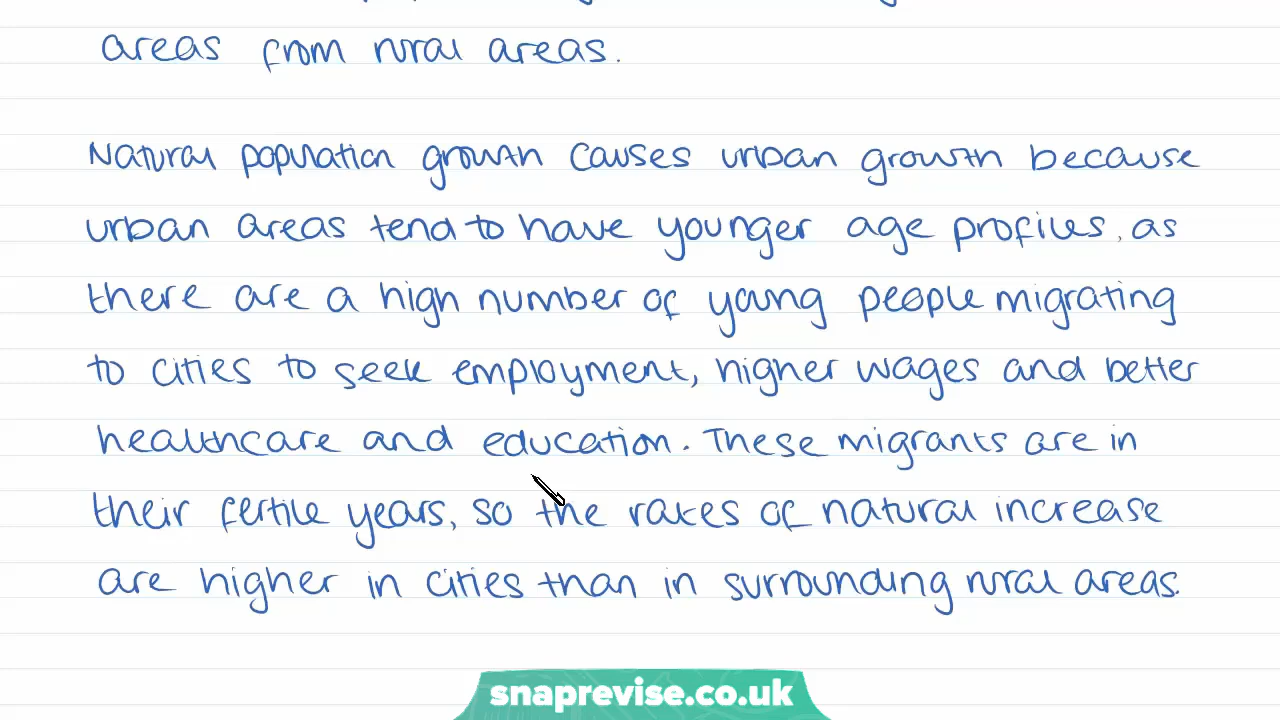 areas from rural areas.
Natural population growth causes urban growth because
urban areas tend to have younger age profiles, as
there are a high number of young people migrating
to cities to seek employment, higher wages and better
healthcare and education. These migrants are in
their fertile years, so the rates of natural increase
are higher in cities than in surrounding rural areas.
snaprevise.co.uk